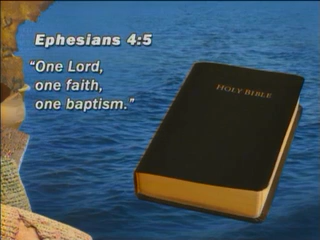 Ephesians 4:5
“One Lord,
one faith,
one baptism.”
HOLY BIBLE